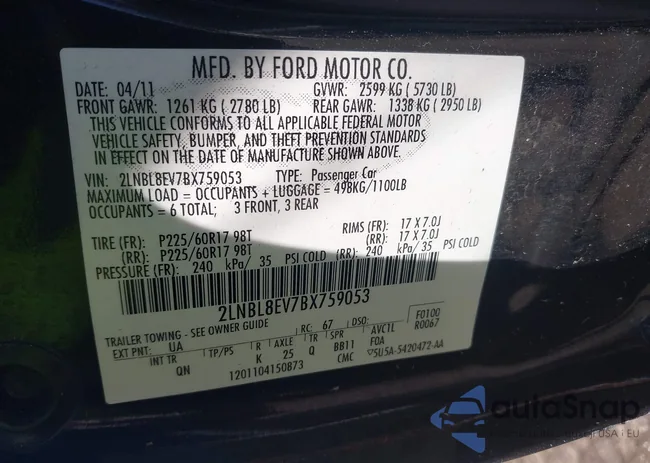 MFD. BY FORD MOTOR CO.
DATE: 04/11 GVWR: 2599 KG (5730 LB)
FRONT GAWR: 1261 KG (2780 LB) REAR GAWR: 1338 KG (2950 LB)
THIS VEHICLE CONFORMS TO ALL APPLICABLE FEDERAL MOTOR
VEHICLE SAFETY, BUMPER, AND THEFT PREVENTION STANDARDS
IN EFFECT ON THE DATE OF MANUFACTURE SHOWN ABOVE.
VIN: 2LNBL8EV7BX759053 TYPE: Passenger Car
MAXIMUM LOAD = OCCUPANTS + LUGGAGE = 498KG/1100LB
OCCUPANTS = 6 TOTAL; 3 FRONT, 3 REAR
TIRE (FR): P225/60R17 98T RIMS (FR): 17 X 7.0J
(RR): P225/60R17 98T (RR): 17 X 7.0J
PRESSURE (FR): 240 kPa/ 35 PSI COLD (RR): 240 kPa/ 35 PSI COLD
2LNBL8EV7BX759053
TRAILER TOWING - SEE OWNER GUIDE RC: 67 DSO: F0100
EXT PNT: UA R AXLE TR SPR AVC1L R0067
INT TR TP/PS K 25 Q BB11 FOA
QN CMC 5U5A-5420472-AA
1201104150873
autoSnap
USA | EU